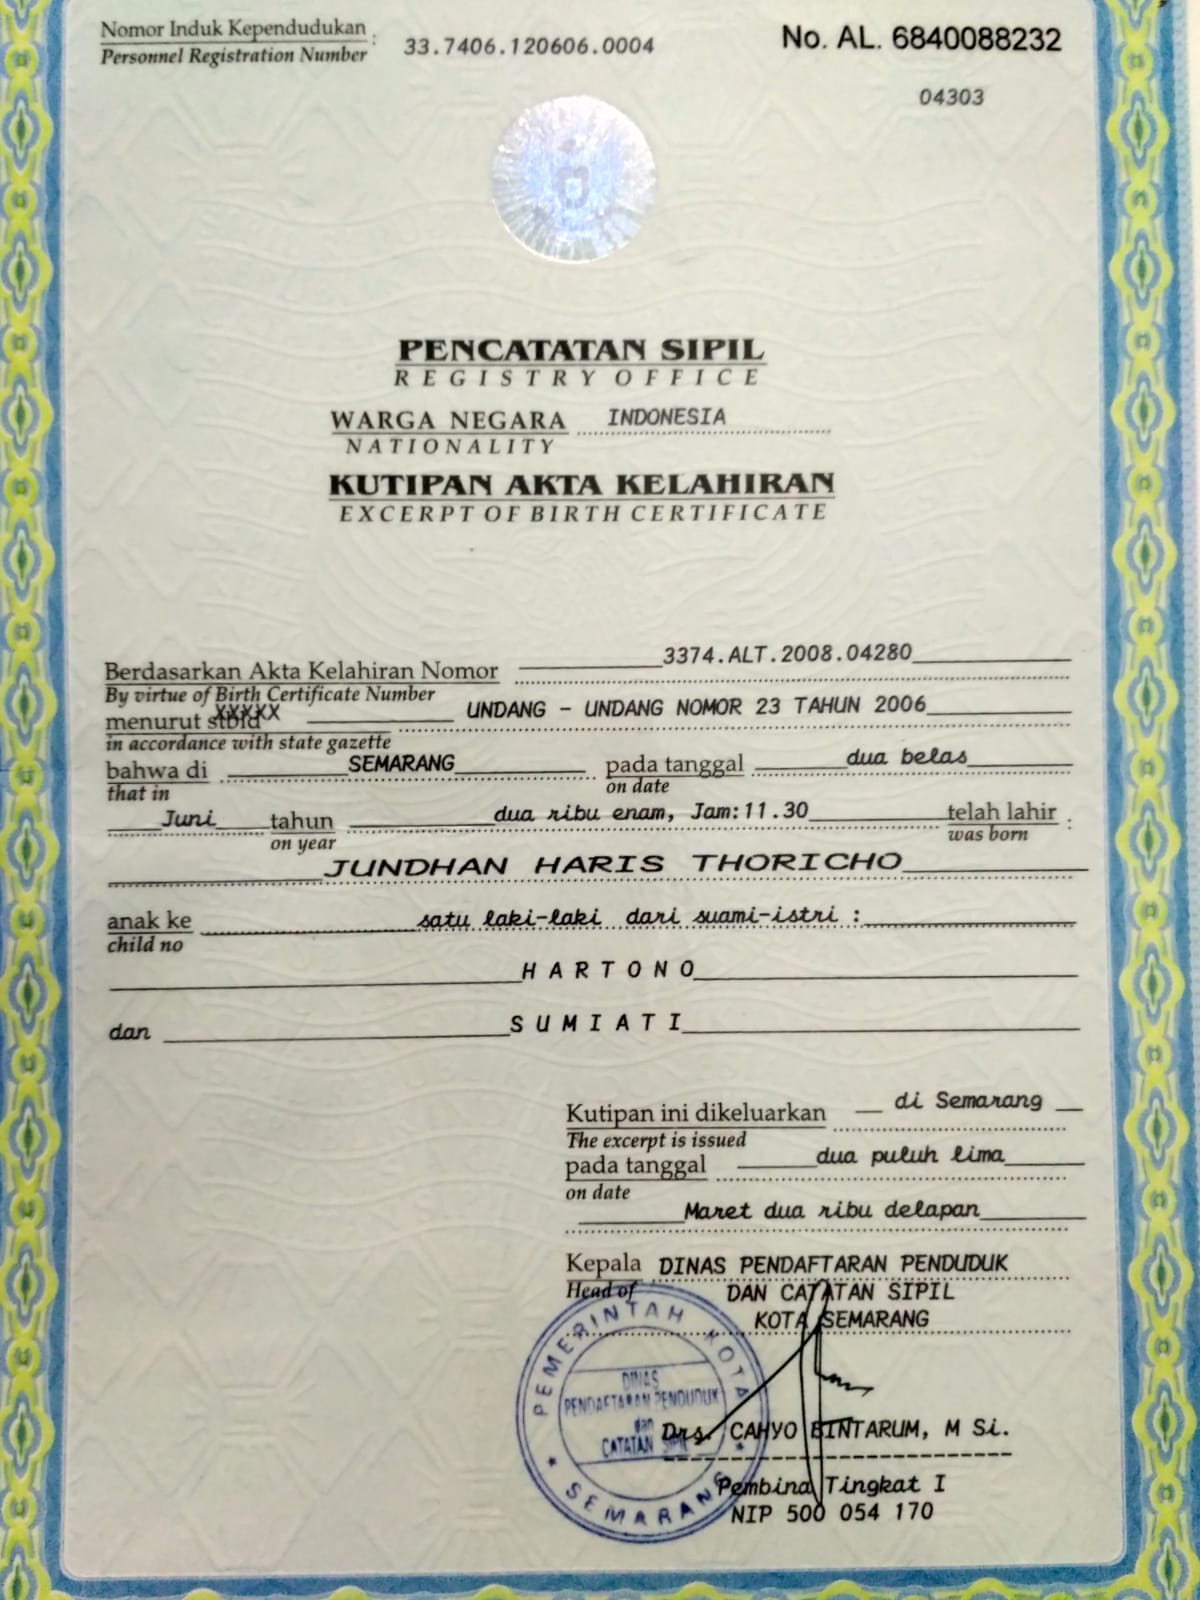 Nomor Induk Kependudukan : 33.7406.120606.0004 No. AL. 6840088232
Personnel Registration Number
04303
PENCATATAN SIPIL
REGISTRY OFFICE
WARGA NEGARA INDONESIA
NATIONALITY
KUTIPAN AKTA KELAHIRAN
EXCERPT OF BIRTH CERTIFICATE
Berdasarkan Akta Kelahiran Nomor 3374.ALT.2008.04280
By virtue of Birth Certificate Number
menurut stbld XXXXX UNDANG - UNDANG NOMOR 23 TAHUN 2006
in accordance with state gazette
bahwa di SEMARANG pada tanggal dua belas
that in on date
Juni tahun dua ribu enam, Jam:11.30 telah lahir :
on year was born
JUNDHAN HARIS THORICHO
anak ke satu laki-laki dari suami-istri :
child no
HARTONO
dan SUMIATI
Kutipan ini dikeluarkan di Semarang
The excerpt is issued
pada tanggal dua puluh lima
on date
Maret dua ribu delapan
Kepala DINAS PENDAFTARAN PENDUDUK
Head of DAN CATATAN SIPIL
KOTA SEMARANG
PEMERINTAH KOTA
DINAS
PENDAFTARAN PENDUDUK
dan
CATATAN SIPIL
SEMARANG
Drs. CAHYO BINTARUM, M Si.
Pembina Tingkat I
NIP 500 054 170